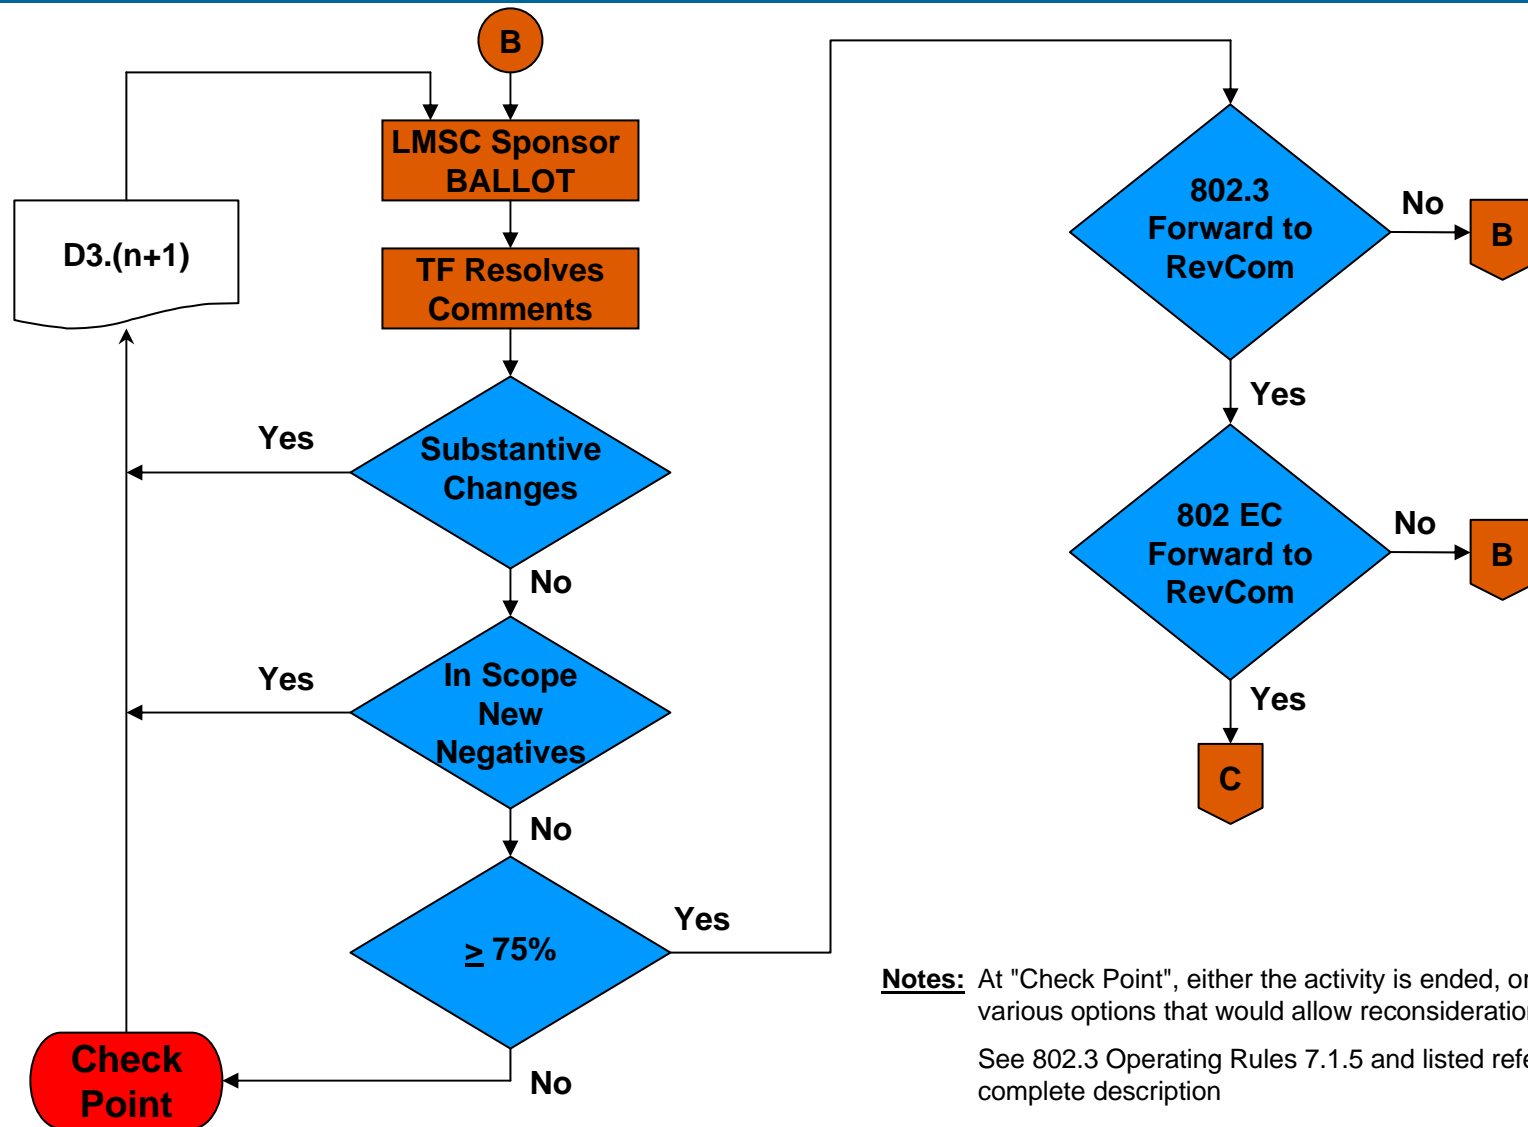 B
LMSC Sponsor
BALLOT
D3.(n+1)
TF Resolves
Comments
Yes
Substantive
Changes
No
Yes
In Scope
New
Negatives
No
≥ 75%
Yes
No
Check
Point
802.3
Forward to
RevCom
No
B
Yes
802 EC
Forward to
RevCom
No
B
Yes
C
Notes: At "Check Point", either the activity is ended, or
various options that would allow reconsideration
See 802.3 Operating Rules 7.1.5 and listed
complete description